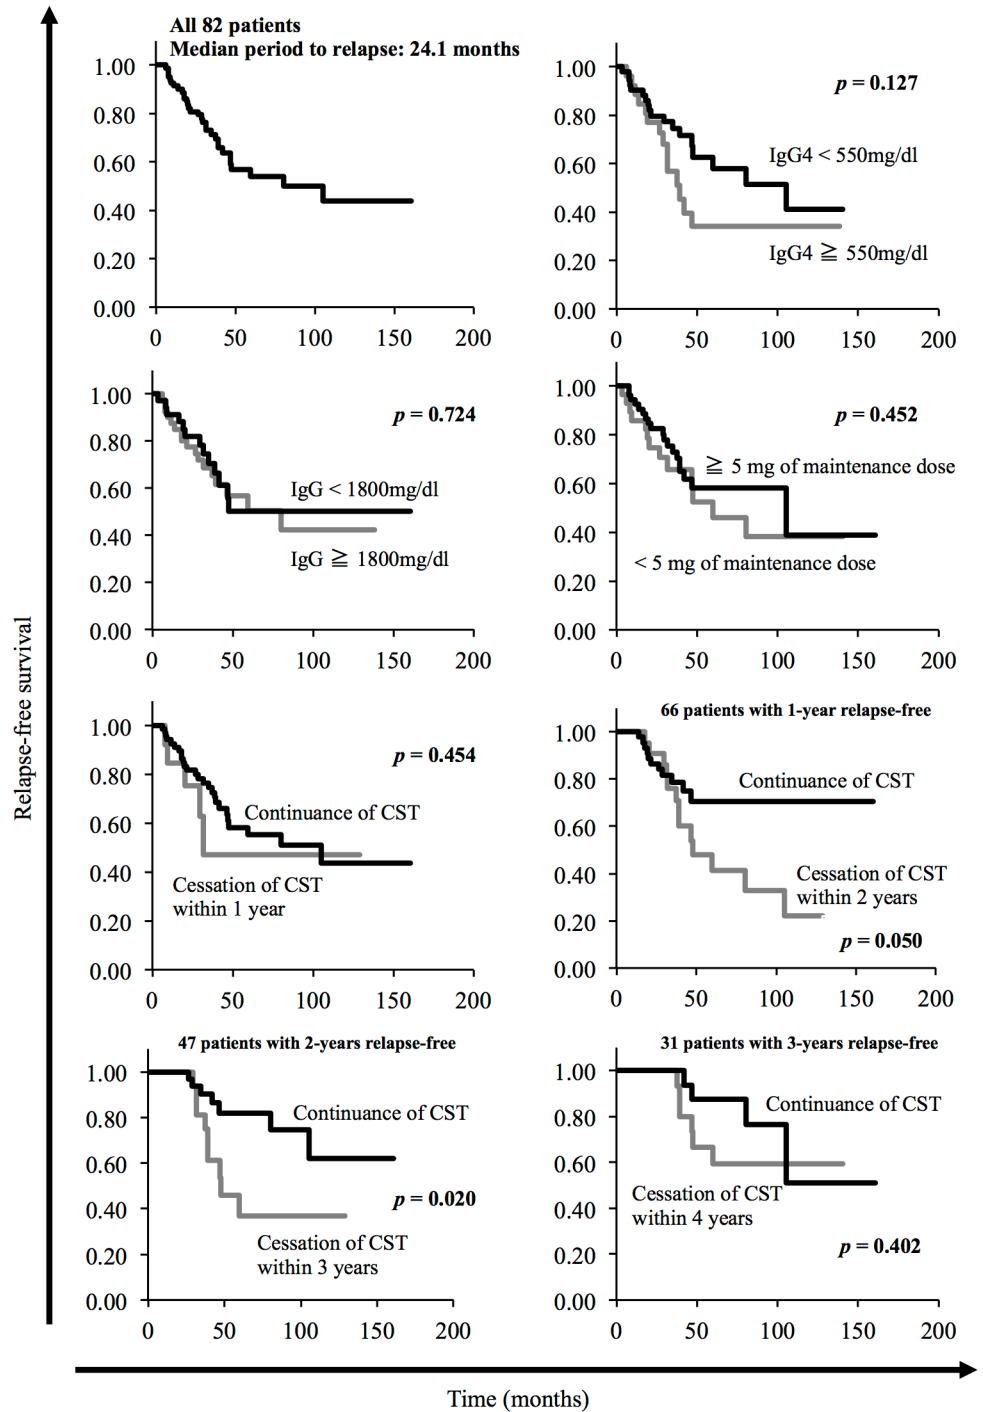 All 82 patients
Median period to relapse: 24.1 months
1.00
0.80
0.60
0.40
0.20
0.00
0 50 100 150 200
p = 0.127
IgG4 < 550mg/dl
IgG4 ≧ 550mg/dl
1.00
0.80
0.60
0.40
0.20
0.00
0 50 100 150 200
p = 0.724
IgG < 1800mg/dl
IgG ≧ 1800mg/dl
1.00
0.80
0.60
0.40
0.20
0.00
0 50 100 150 200
p = 0.452
≧ 5 mg of maintenance dose
< 5 mg of maintenance dose
1.00
0.80
0.60
0.40
0.20
0.00
0 50 100 150 200
p = 0.454
Continuance of CST
Cessation of CST
within 1 year
1.00
0.80
0.60
0.40
0.20
0.00
0 50 100 150 200
66 patients with 1-year relapse-free
Continuance of CST
Cessation of CST
within 2 years
p = 0.050
1.00
0.80
0.60
0.40
0.20
0.00
0 50 100 150 200
47 patients with 2-years relapse-free
Continuance of CST
p = 0.020
Cessation of CST
within 3 years
1.00
0.80
0.60
0.40
0.20
0.00
0 50 100 150 200
31 patients with 3-years relapse-free
Continuance of CST
Cessation of CST
within 4 years
p = 0.402
1.00
0.80
0.60
0.40
0.20
0.00
0 50 100 150 200
Relapse-free survival
Time (months)